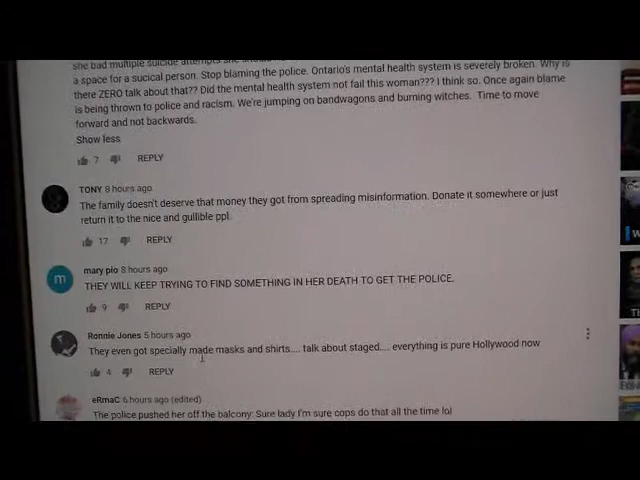 she bad multiple suicide attempts she
a space for a sucical person. Stop blaming the police. Ontario's mental health system is severely broken. Why is
there ZERO talk about that?? Did the mental health system not fail this woman??? I think so. Once again blame
is being thrown to police and racism. We're jumping on bandwagons and burning witches. Time to move
forward and not backwards.
Show less
7 REPLY
TONY 8 hours ago
The family doesn't deserve that money they got from spreading misinformation. Donate it somewhere or just
return it to the nice and gullible ppl.
17 REPLY
m
mary pio 8 hours ago
THEY WILL KEEP TRYING TO FIND SOMETHING IN HER DEATH TO GET THE POLICE.
9 REPLY
Ronnie Jones 5 hours ago
They even got specially made masks and shirts.... talk about staged.... everything is pure Hollywood now
4 REPLY
eRmaC 6 hours ago (edited)
The police pushed her off the balcony: Sure lady I'm sure cops do that all the time lol